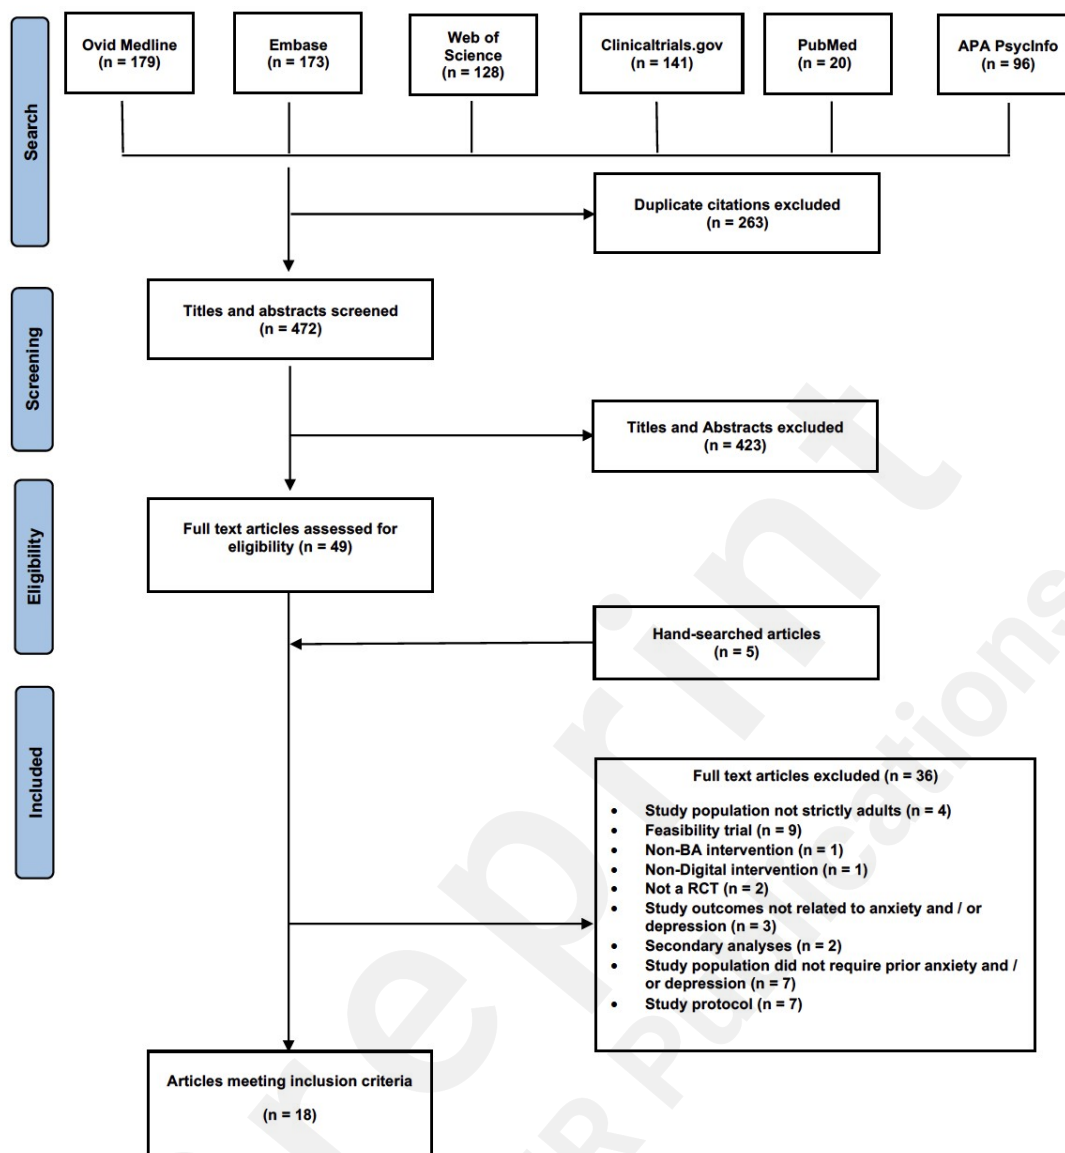 Search
Ovid Medline
(n = 179)
Embase
(n = 173)
Web of
Science
(n = 128)
Clinicaltrials.gov
(n = 141)
PubMed
(n = 20)
APA PsycInfo
(n = 96)
Duplicate citations excluded
(n = 263)
Screening
Titles and abstracts screened
(n = 472)
Titles and Abstracts excluded
(n = 423)
Eligibility
Full text articles assessed for
eligibility (n = 49)
Hand-searched articles
(n = 5)
Included
Full text articles excluded (n = 36)
• Study population not strictly adults (n = 4)
• Feasibility trial (n = 9)
• Non-BA intervention (n = 1)
• Non-Digital intervention (n = 1)
• Not a RCT (n = 2)
• Study outcomes not related to anxiety and / or
depression (n = 3)
• Secondary analyses (n = 2)
• Study population did not require prior anxiety and /
or depression (n = 7)
• Study protocol (n = 7)
Articles meeting inclusion criteria
(n = 18)
reprint
R Publications